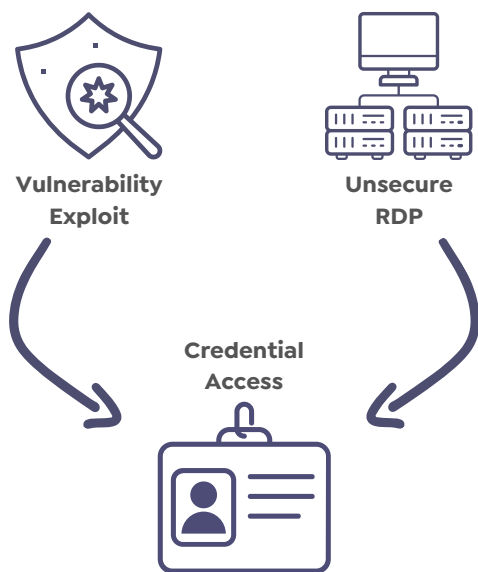 Vulnerability
Exploit
Unsecure
RDP
Credential
Access